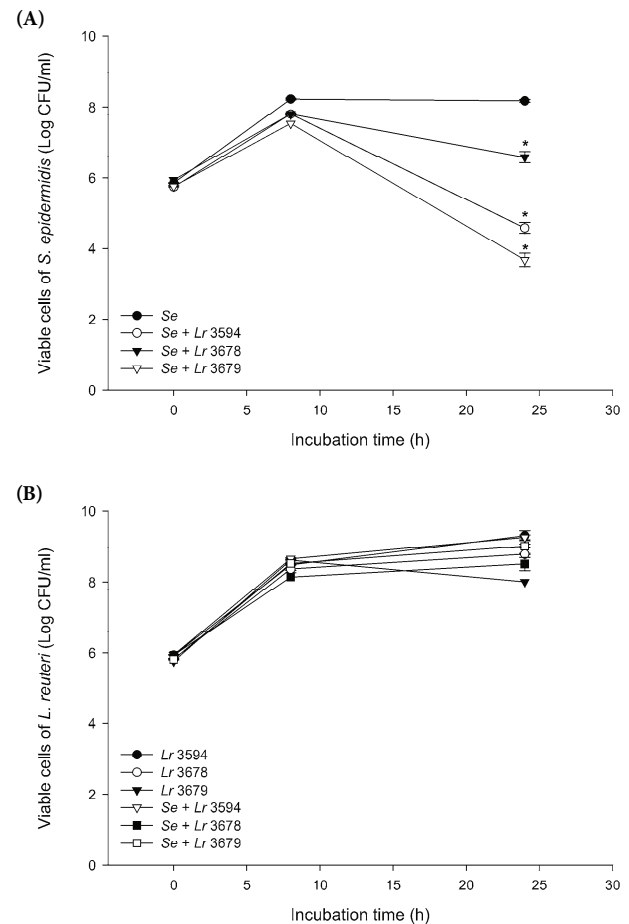 (A)
10
8
6
4
2
0
Viable cells of S. epidermidis (Log CFU/ml)
*
*
*
Se
Se + Lr 3594
Se + Lr 3678
Se + Lr 3679
0 5 10 15 20 25 30
Incubation time (h)
(B)
10
8
6
4
2
0
Viable cells of L. reuteri (Log CFU/ml)
Lr 3594
Lr 3678
Lr 3679
Se + Lr 3594
Se + Lr 3678
Se + Lr 3679
0 5 10 15 20 25 30
Incubation time (h)